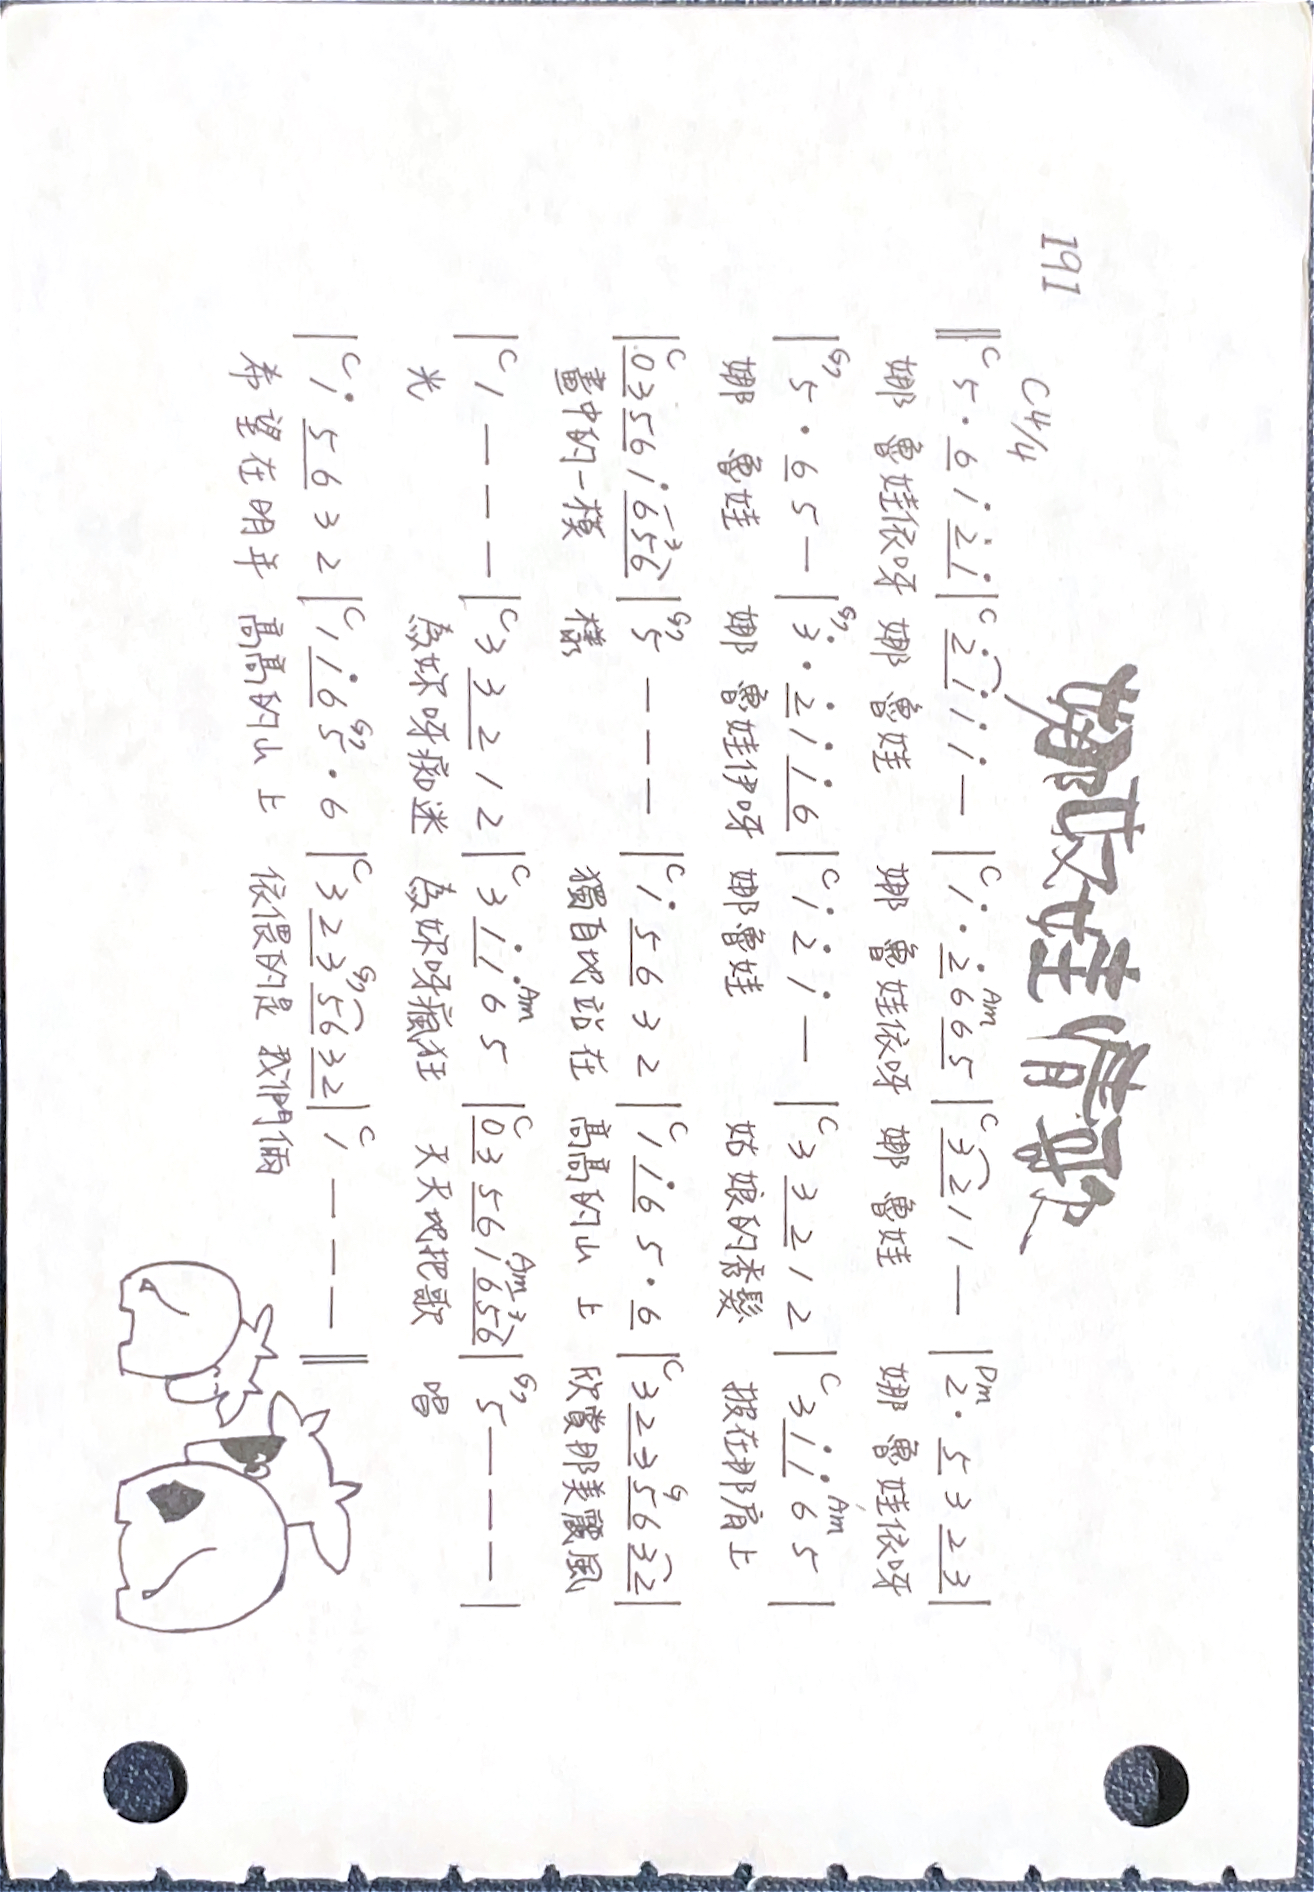 娜奴娃情歌
191
C4/4
‖C 5 · 6 1̇ 2̇ 1̇ |C 2̇ 1̇ 1̇ 1̇ — |C 1̇ · 2̇ 6 Am 6 5 |C 3 2 1 1 — |Dm 2 · 5 3 2 3 |
娜 魯娃依呀 娜 魯娃 娜 魯娃依呀 娜 魯娃 娜 魯娃依呀
|G7 5 · 6 5 — |G7 3̇ · 2̇ 1̇ 1̇ 6 |C 1̇ 2̇ 1̇ — |C 3 3 2 1 2 |C 3 1̇ 1̇ Am 6 5 |
娜 魯娃 娜 魯娃伊呀 娜魯娃 姑娘的秀髮 披在那肩上
|C 0 3 5 6 1̇ 6 5 6 3 |G7 5 — — — |C 1̇ 5 6 3 2 |C 1 1̇ 6 5 · 6 |C 3 2 3 G 5 6 3 2 |
畫中的一模 樣 獨自地站在 高高的山 上 欣賞那美麗風
|C 1 — — — |C 3 3 2 1 2 |C 3 1̇ 1̇ Am 6 5 |C 0 3 5 6 Am 1̇ 6 5 6 3 |G7 5 — — — |
光 為妳呀痴迷 為妳呀瘋狂 天天地把歌 唱
|C 1̇ 5 6 3 2 |C 1 1̇ 6 G7 5 · 6 |C 3 2 3 G7 5 6 3 2 |C 1 — — — ‖
希望在明年 高高的山上 依偎的是 我們倆